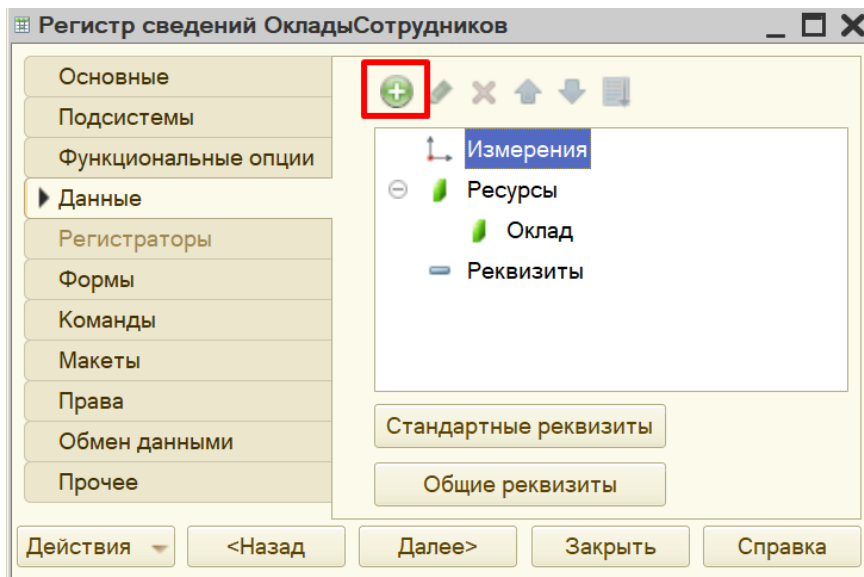 Регистр сведений ОкладыСотрудников
Основные
Подсистемы
Функциональные опции
Данные
Регистраторы
Формы
Команды
Макеты
Права
Обмен данными
Прочее
Измерения
Ресурсы
Оклад
Реквизиты
Стандартные реквизиты
Общие реквизиты
Действия <Назад Далее> Закрыть Справка